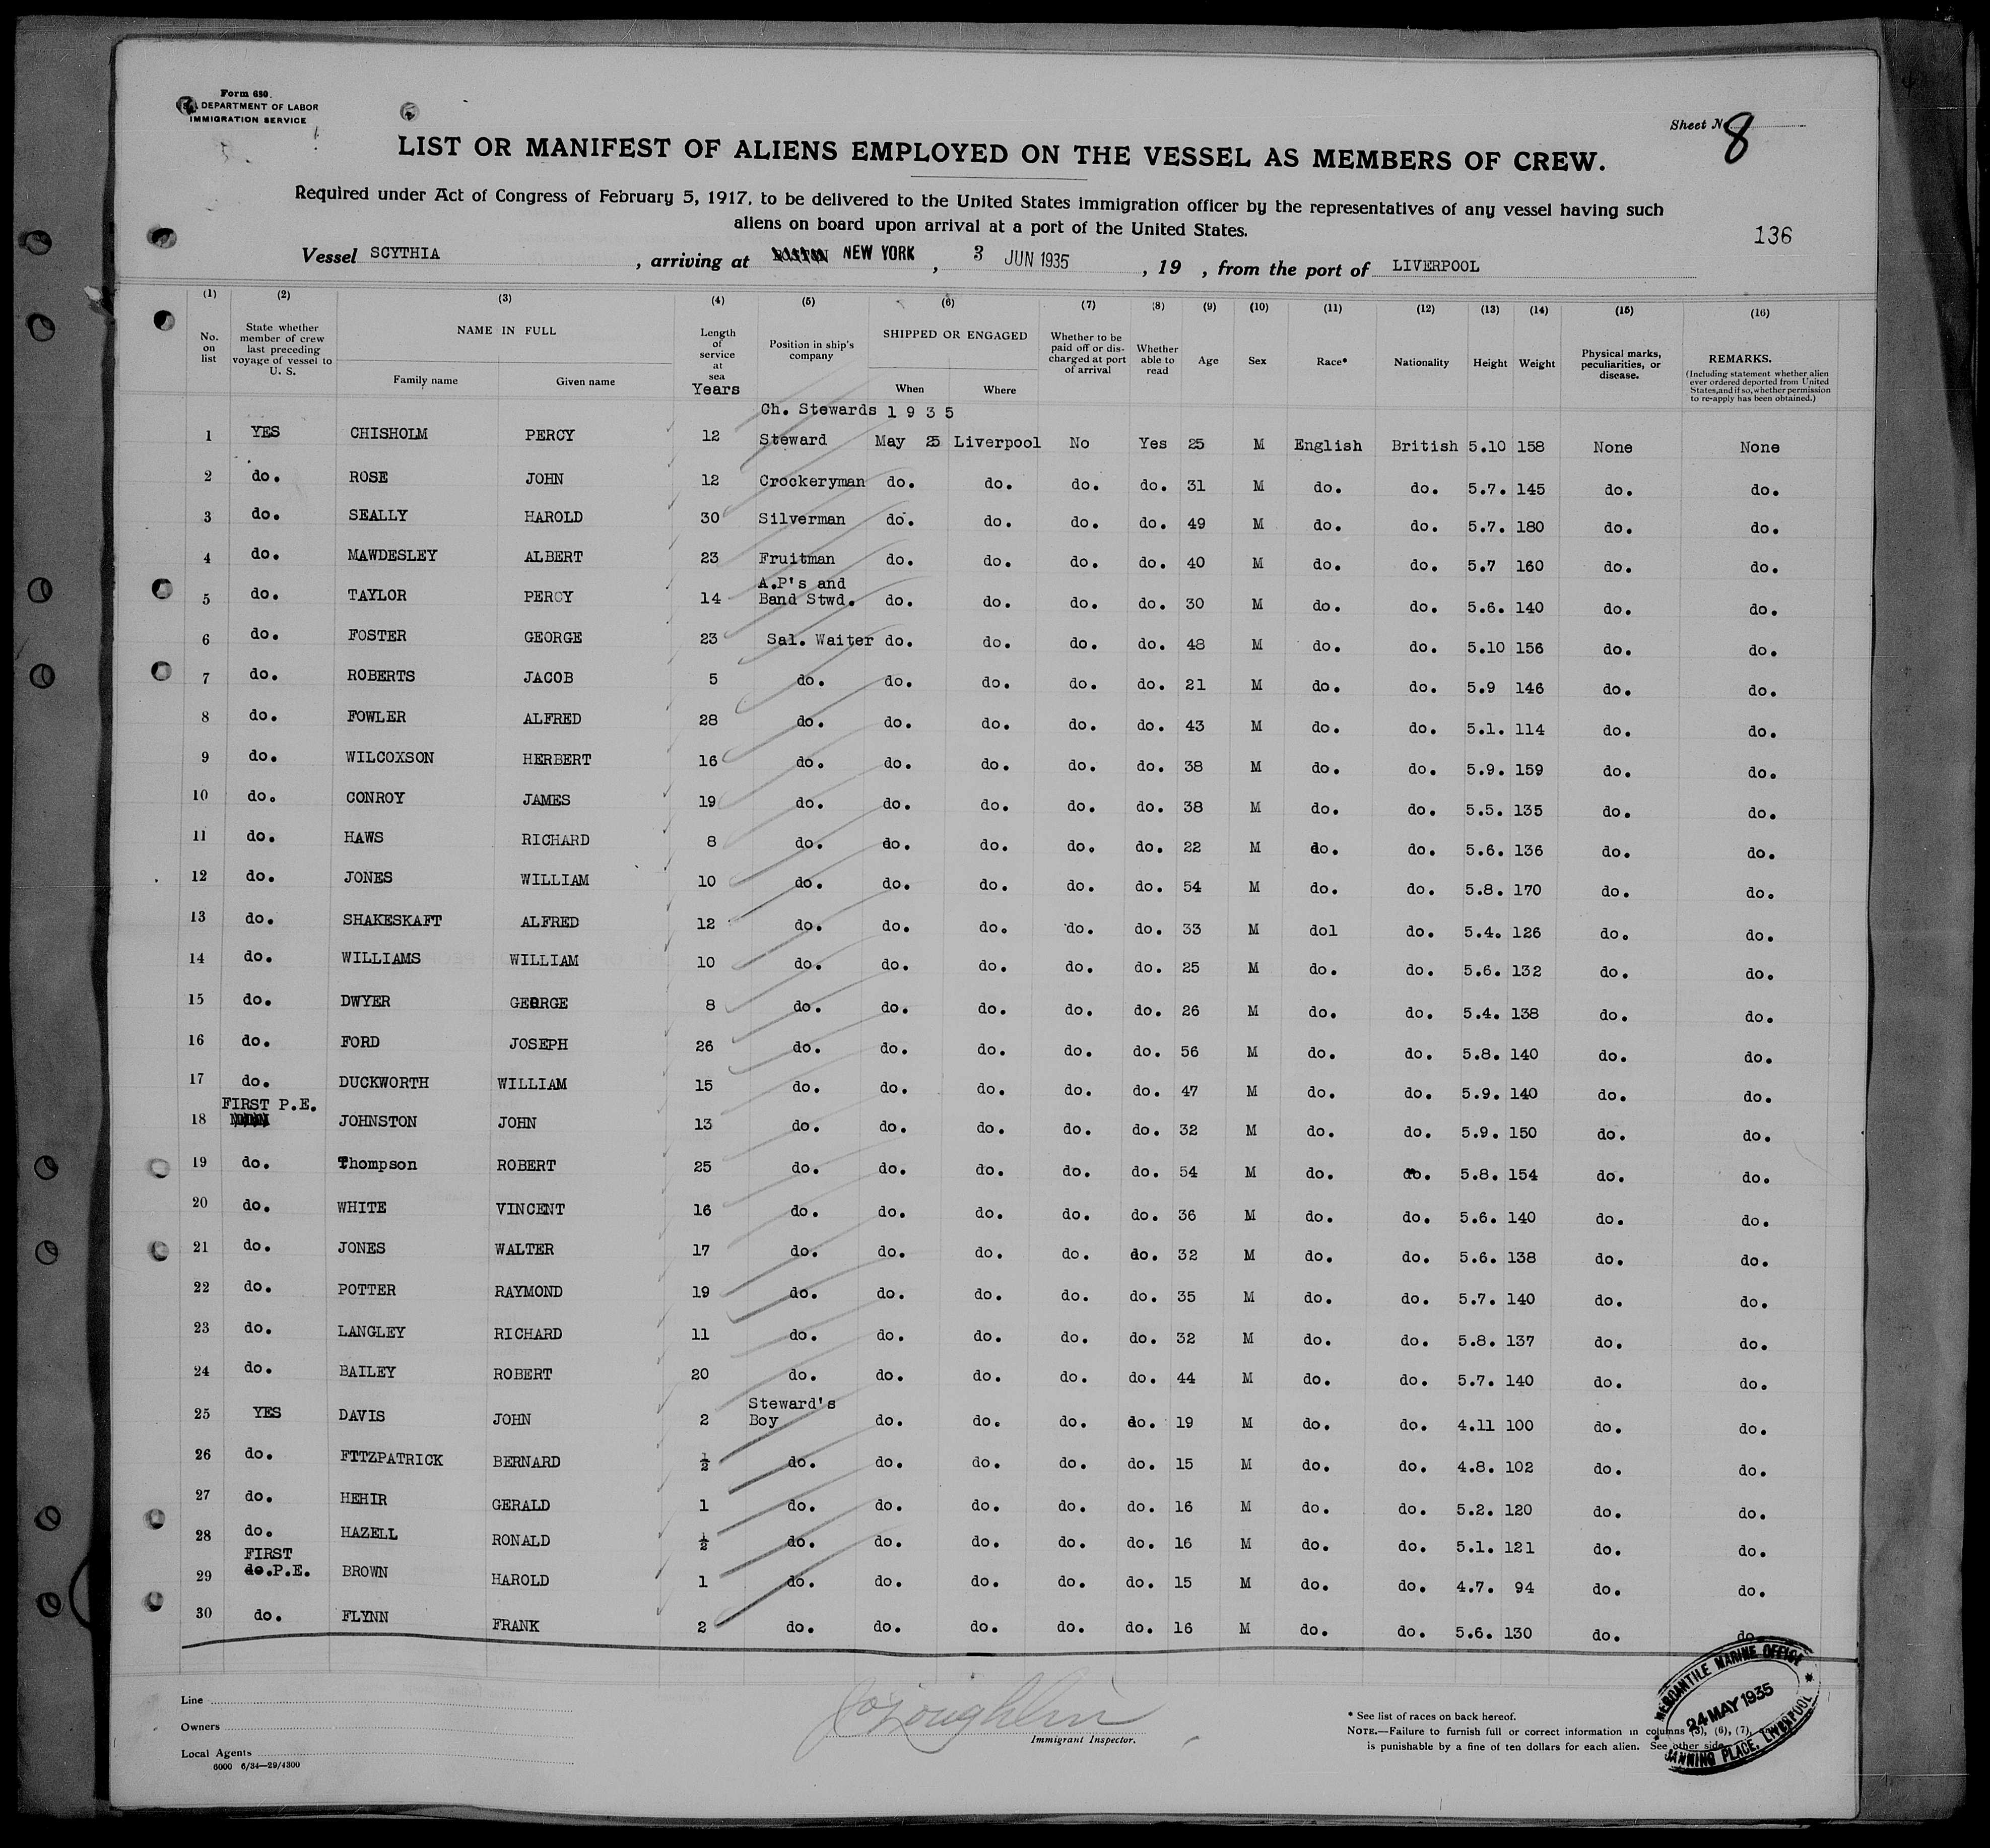 Form 680.
DEPARTMENT OF LABOR
IMMIGRATION SERVICE
Sheet No. 8
LIST OR MANIFEST OF ALIENS EMPLOYED ON THE VESSEL AS MEMBERS OF CREW.
Required under Act of Congress of February 5, 1917, to be delivered to the United States immigration officer by the representatives of any vessel having such
aliens on board upon arrival at a port of the United States.
136
Vessel SCYTHIA , arriving at BOSTON NEW YORK , 3 JUN 1935 , 19 , from the port of LIVERPOOL
(1) (2) (3) (4) (5) (6) (7) (8) (9) (10) (11) (12) (13) (14) (15) (16)
No. on list
State whether member of crew last preceding voyage of vessel to U. S.
NAME IN FULL
Family name Given name
Length of service at sea Years
Position in ship's company
SHIPPED OR ENGAGED
When Where
Whether to be paid off or discharged at port of arrival
Whether able to read
Age Sex Race* Nationality Height Weight
Physical marks, peculiarities, or disease.
REMARKS.
(Including statement whether alien ever ordered deported from United States, and if so, whether permission to re-apply has been obtained.)
Ch. Stewards 1 9 3 5
1 YES CHISHOLM PERCY 12 Steward May 25 Liverpool No Yes 25 M English British 5.10 158 None None
2 do. ROSE JOHN 12 Crockeryman do. do. do. do. 31 M do. do. 5.7. 145 do. do.
3 do. SEALLY HAROLD 30 Silverman do. do. do. do. 49 M do. do. 5.7. 180 do. do.
4 do. MAWDESLEY ALBERT 23 Fruitman do. do. do. do. 40 M do. do. 5.7 160 do. do.
A.P's and
5 do. TAYLOR PERCY 14 Band Stwd. do. do. do. do. 30 M do. do. 5.6. 140 do. do.
6 do. FOSTER GEORGE 23 Sal. Waiter do. do. do. do. 48 M do. do. 5.10 156 do. do.
7 do. ROBERTS JACOB 5 do. do. do. do. do. 21 M do. do. 5.9 146 do. do.
8 do. FOWLER ALFRED 28 do. do. do. do. do. 43 M do. do. 5.1. 114 do. do.
9 do. WILCOXSON HERBERT 16 do. do. do. do. do. 38 M do. do. 5.9. 159 do. do.
10 do. CONROY JAMES 19 do. do. do. do. do. 38 M do. do. 5.5. 135 do. do.
11 do. HAWS RICHARD 8 do. do. do. do. do. 22 M do. do. 5.6. 136 do. do.
12 do. JONES WILLIAM 10 do. do. do. do. do. 54 M do. do. 5.8. 170 do. do.
13 do. SHAKESKAFT ALFRED 12 do. do. do. do. do. 33 M dol do. 5.4. 126 do. do.
14 do. WILLIAMS WILLIAM 10 do. do. do. do. do. 25 M do. do. 5.6. 132 do. do.
15 do. DWYER GEORGE 8 do. do. do. do. do. 26 M do. do. 5.4. 138 do. do.
16 do. FORD JOSEPH 26 do. do. do. do. do. 56 M do. do. 5.8. 140 do. do.
17 do. DUCKWORTH WILLIAM 15 do. do. do. do. do. 47 M do. do. 5.9. 140 do. do.
FIRST P.E.
18 JOHNSTON JOHN 13 do. do. do. do. do. 32 M do. do. 5.9. 150 do. do.
19 do. Thompson ROBERT 25 do. do. do. do. do. 54 M do. do. 5.8. 154 do. do.
20 do. WHITE VINCENT 16 do. do. do. do. do. 36 M do. do. 5.6. 140 do. do.
21 do. JONES WALTER 17 do. do. do. do. do. 32 M do. do. 5.6. 138 do. do.
22 do. POTTER RAYMOND 19 do. do. do. do. do. 35 M do. do. 5.7. 140 do. do.
23 do. LANGLEY RICHARD 11 do. do. do. do. do. 32 M do. do. 5.8. 137 do. do.
24 do. BAILEY ROBERT 20 do. do. do. do. do. 44 M do. do. 5.7. 140 do. do.
Steward's
25 YES DAVIS JOHN 2 Boy do. do. do. do. 19 M do. do. 4.11 100 do. do.
26 do. FTTZPATRICK BERNARD ½ do. do. do. do. do. 15 M do. do. 4.8. 102 do. do.
27 do. HEHIR GERALD 1 do. do. do. do. do. 16 M do. do. 5.2. 120 do. do.
28 do. HAZELL RONALD ½ do. do. do. do. do. 16 M do. do. 5.1. 121 do. do.
FIRST
29 do.P.E. BROWN HAROLD 1 do. do. do. do. do. 15 M do. do. 4.7. 94 do. do.
30 do. FLYNN FRANK 2 do. do. do. do. do. 16 M do. do. 5.6. 130 do. do.
Line
Owners
Local Agents
6000 6/34—29/4300
Immigrant Inspector.
* See list of races on back hereof.
NOTE.—Failure to furnish full or correct information in columns (3), (6), (7),
is punishable by a fine of ten dollars for each alien. See other side.
MERCANTILE MARINE OFFICE
24 MAY 1935
CANNING PLACE, LIVERPOOL